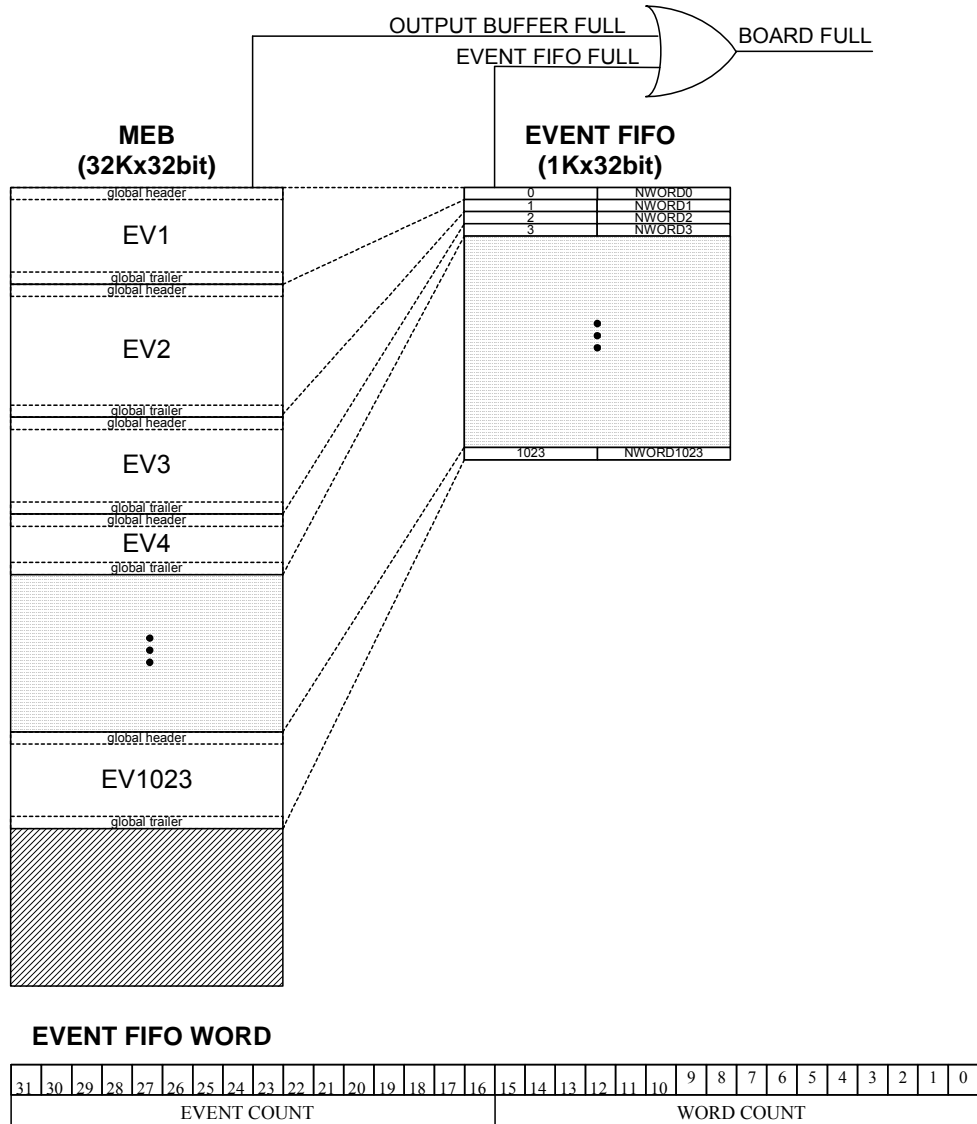 OUTPUT BUFFER FULL
BOARD FULL
EVENT FIFO FULL
MEB
(32Kx32bit)
EVENT FIFO
(1Kx32bit)
global header
EV1
global trailer
global header
EV2
global trailer
global header
EV3
global trailer
global header
EV4
global trailer
global header
EV1023
global trailer
0 NWORD0
1 NWORD1
2 NWORD2
3 NWORD3
1023 NWORD1023
EVENT FIFO WORD
31 30 29 28 27 26 25 24 23 22 21 20 19 18 17 16 15 14 13 12 11 10 9 8 7 6 5 4 3 2 1 0
EVENT COUNT WORD COUNT